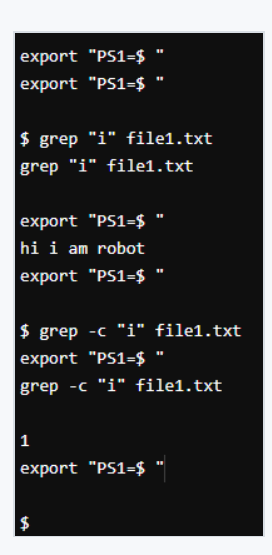 export "PS1=$ "
export "PS1=$ "
$ grep "i" file1.txt
grep "i" file1.txt
export "PS1=$ "
hi i am robot
export "PS1=$ "
$ grep -c "i" file1.txt
export "PS1=$ "
grep -c "i" file1.txt
1
export "PS1=$ "
$